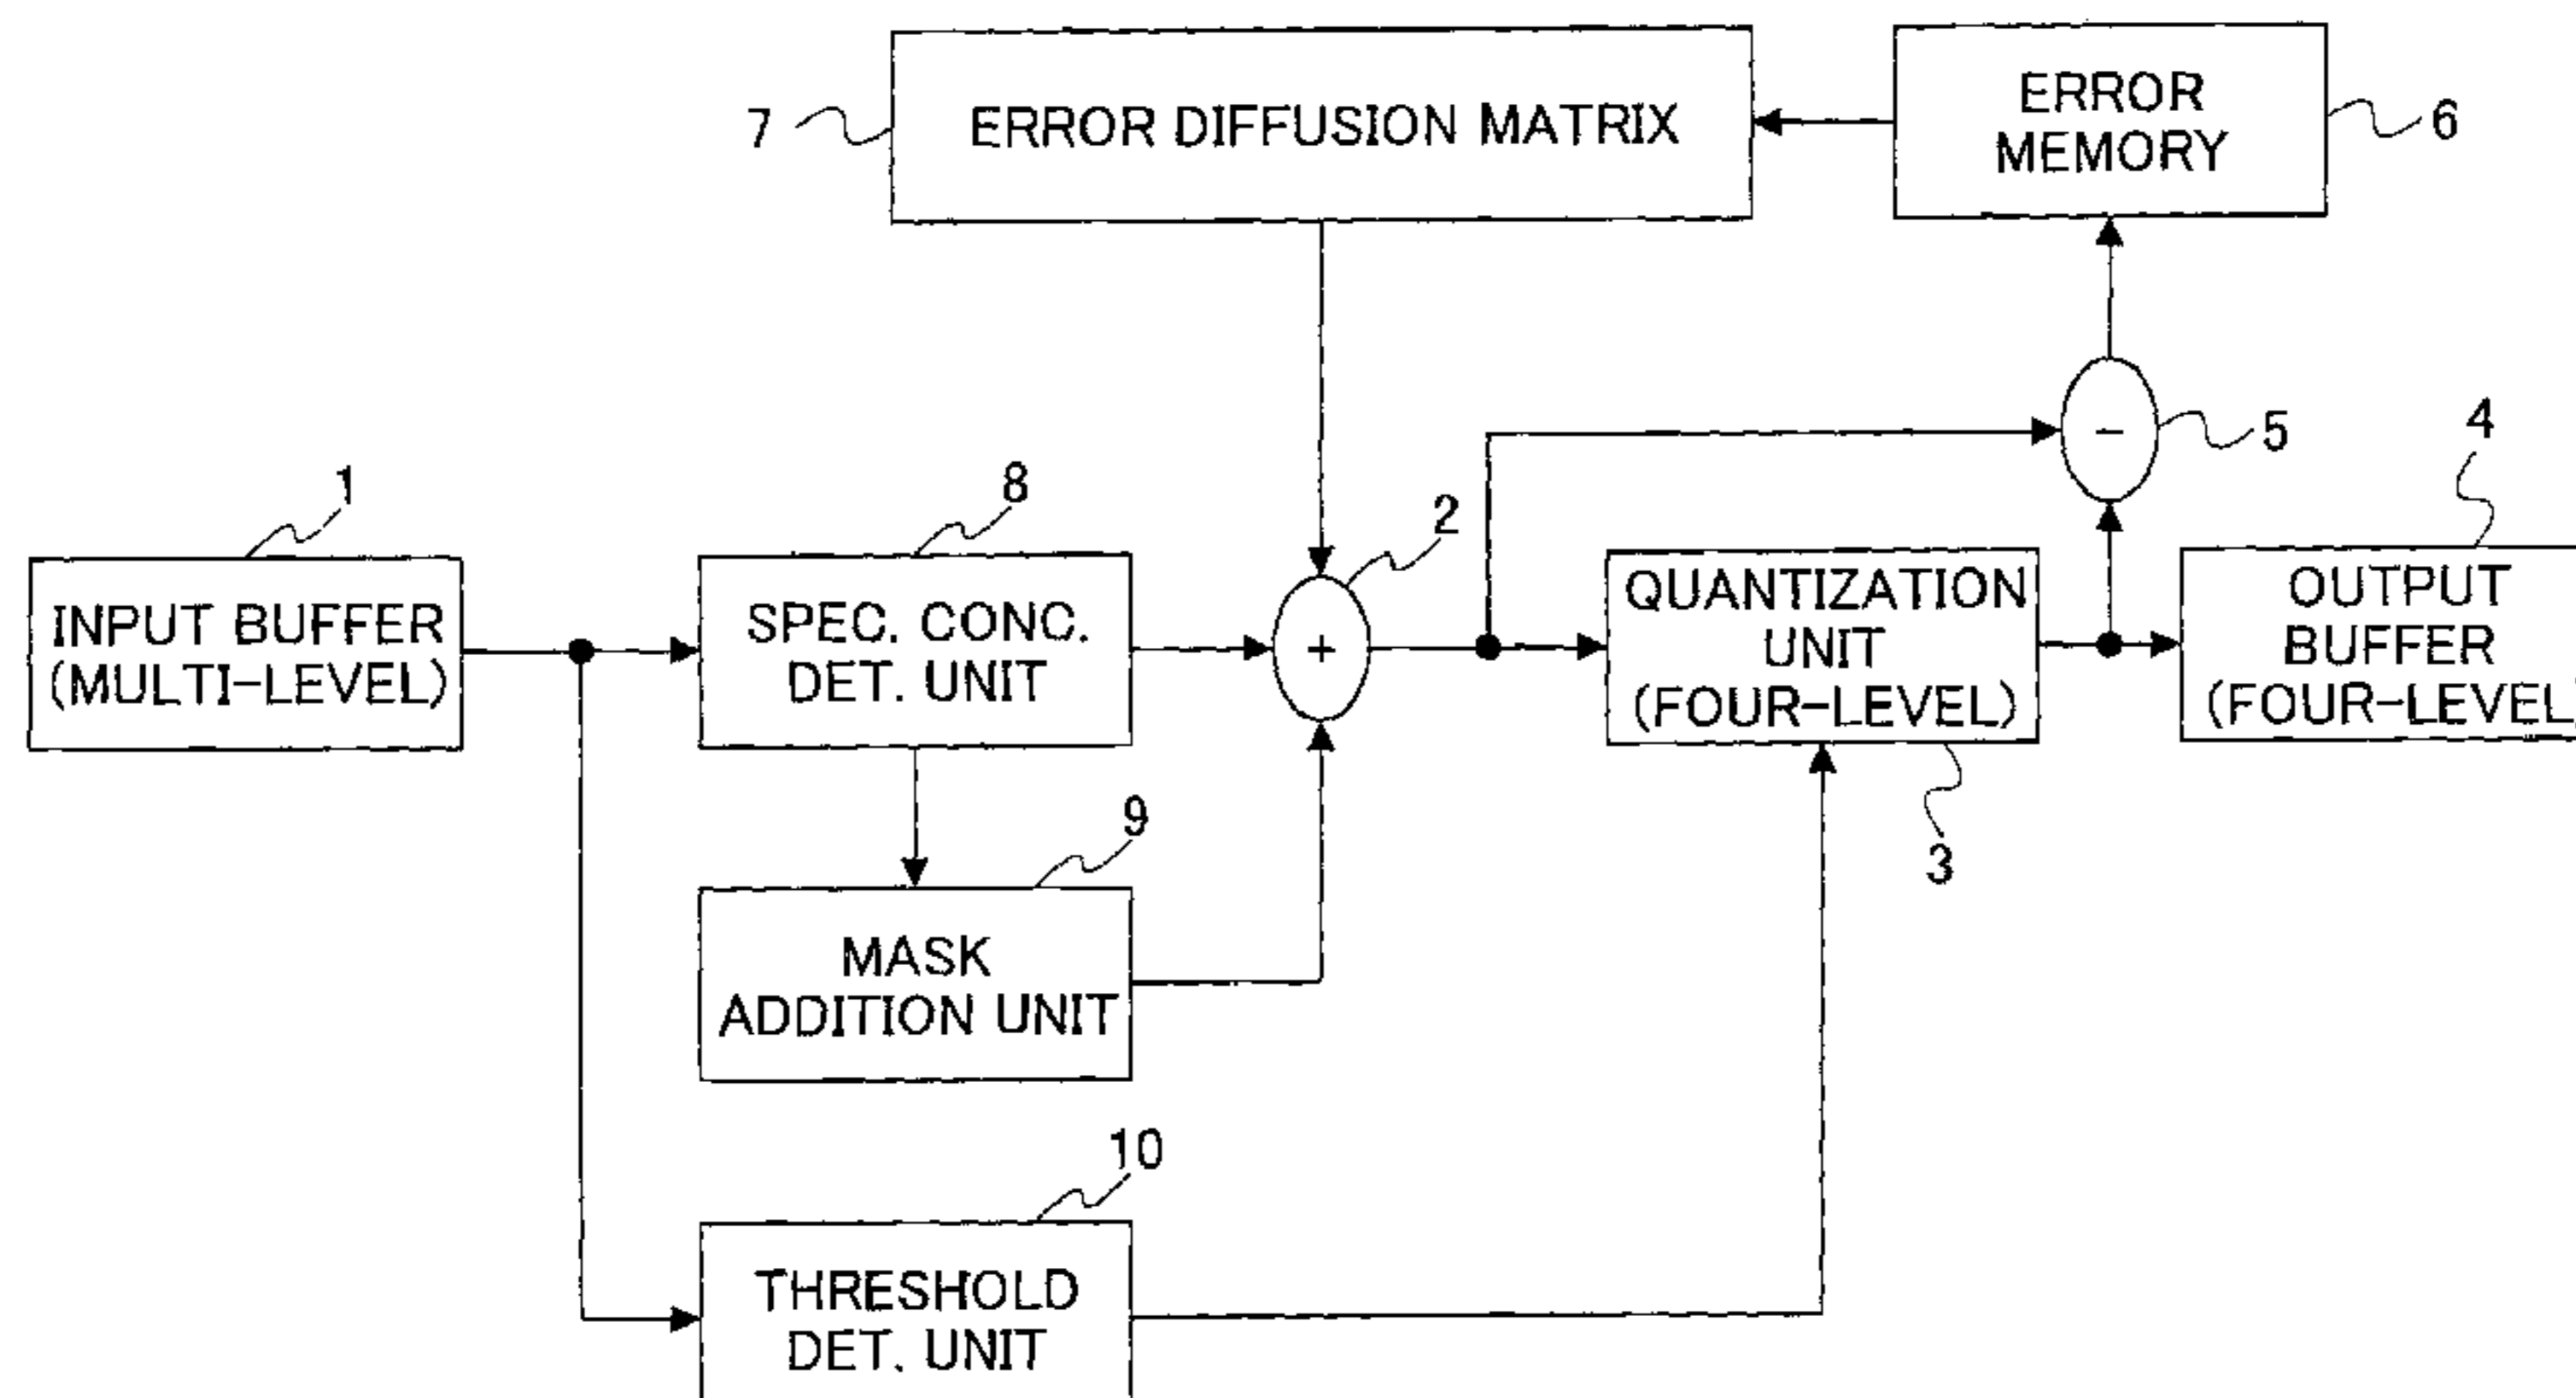 7
ERROR DIFFUSION MATRIX
ERROR
MEMORY
6
-
5
4
1
8
2
INPUT BUFFER
(MULTI-LEVEL)
SPEC. CONC.
DET. UNIT
+
QUANTIZATION
UNIT
(FOUR-LEVEL)
OUTPUT
BUFFER
(FOUR-LEVEL
9
3
MASK
ADDITION UNIT
10
THRESHOLD
DET. UNIT